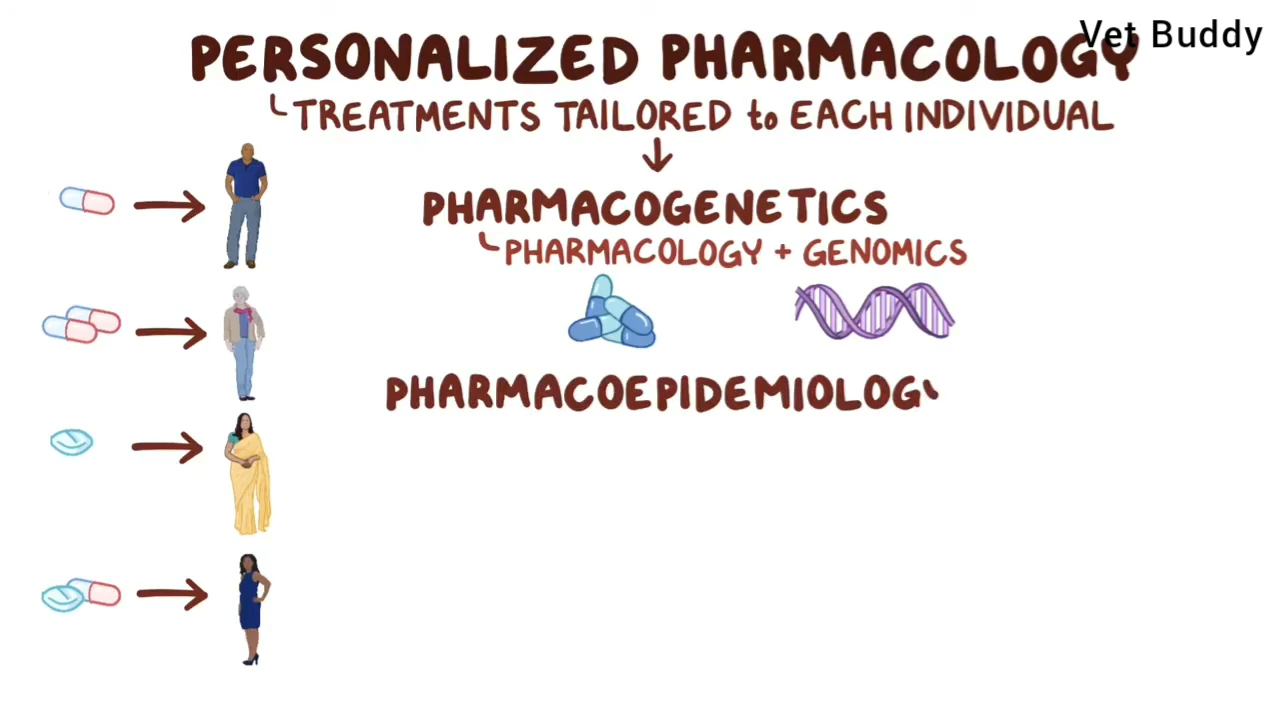 PERSONALIZED PHARMACOLOGY
Vet Buddy
TREATMENTS TAILORED to EACH INDIVIDUAL
PHARMACOGENETICS
PHARMACOLOGY + GENOMICS
PHARMACOEPIDEMIOLOG